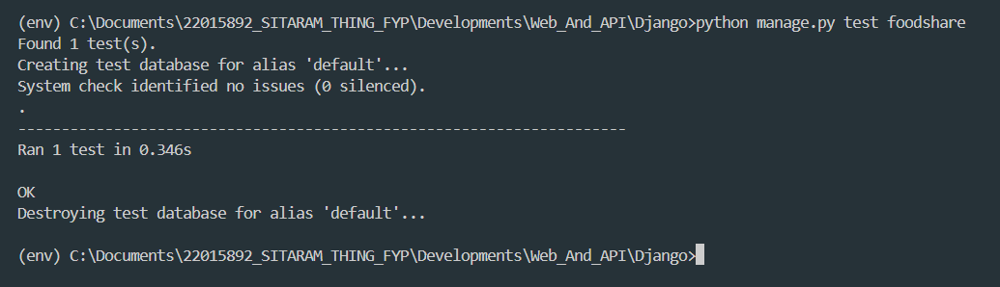 (env) C:\Documents\22015892_SITARAM_THING_FYP\Developments\Web_And_API\Django>python manage.py test foodshare
Found 1 test(s).
Creating test database for alias 'default'...
System check identified no issues (0 silenced).
.
----------------------------------------------------------------------
Ran 1 test in 0.346s
OK
Destroying test database for alias 'default'...
(env) C:\Documents\22015892_SITARAM_THING_FYP\Developments\Web_And_API\Django>